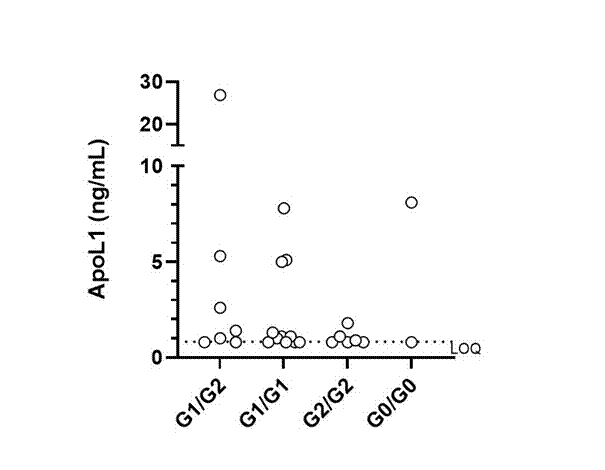 30
20
10
5
0
ApoL1 (ng/mL)
LOQ
G1/G2
G1/G1
G2/G2
G0/G0